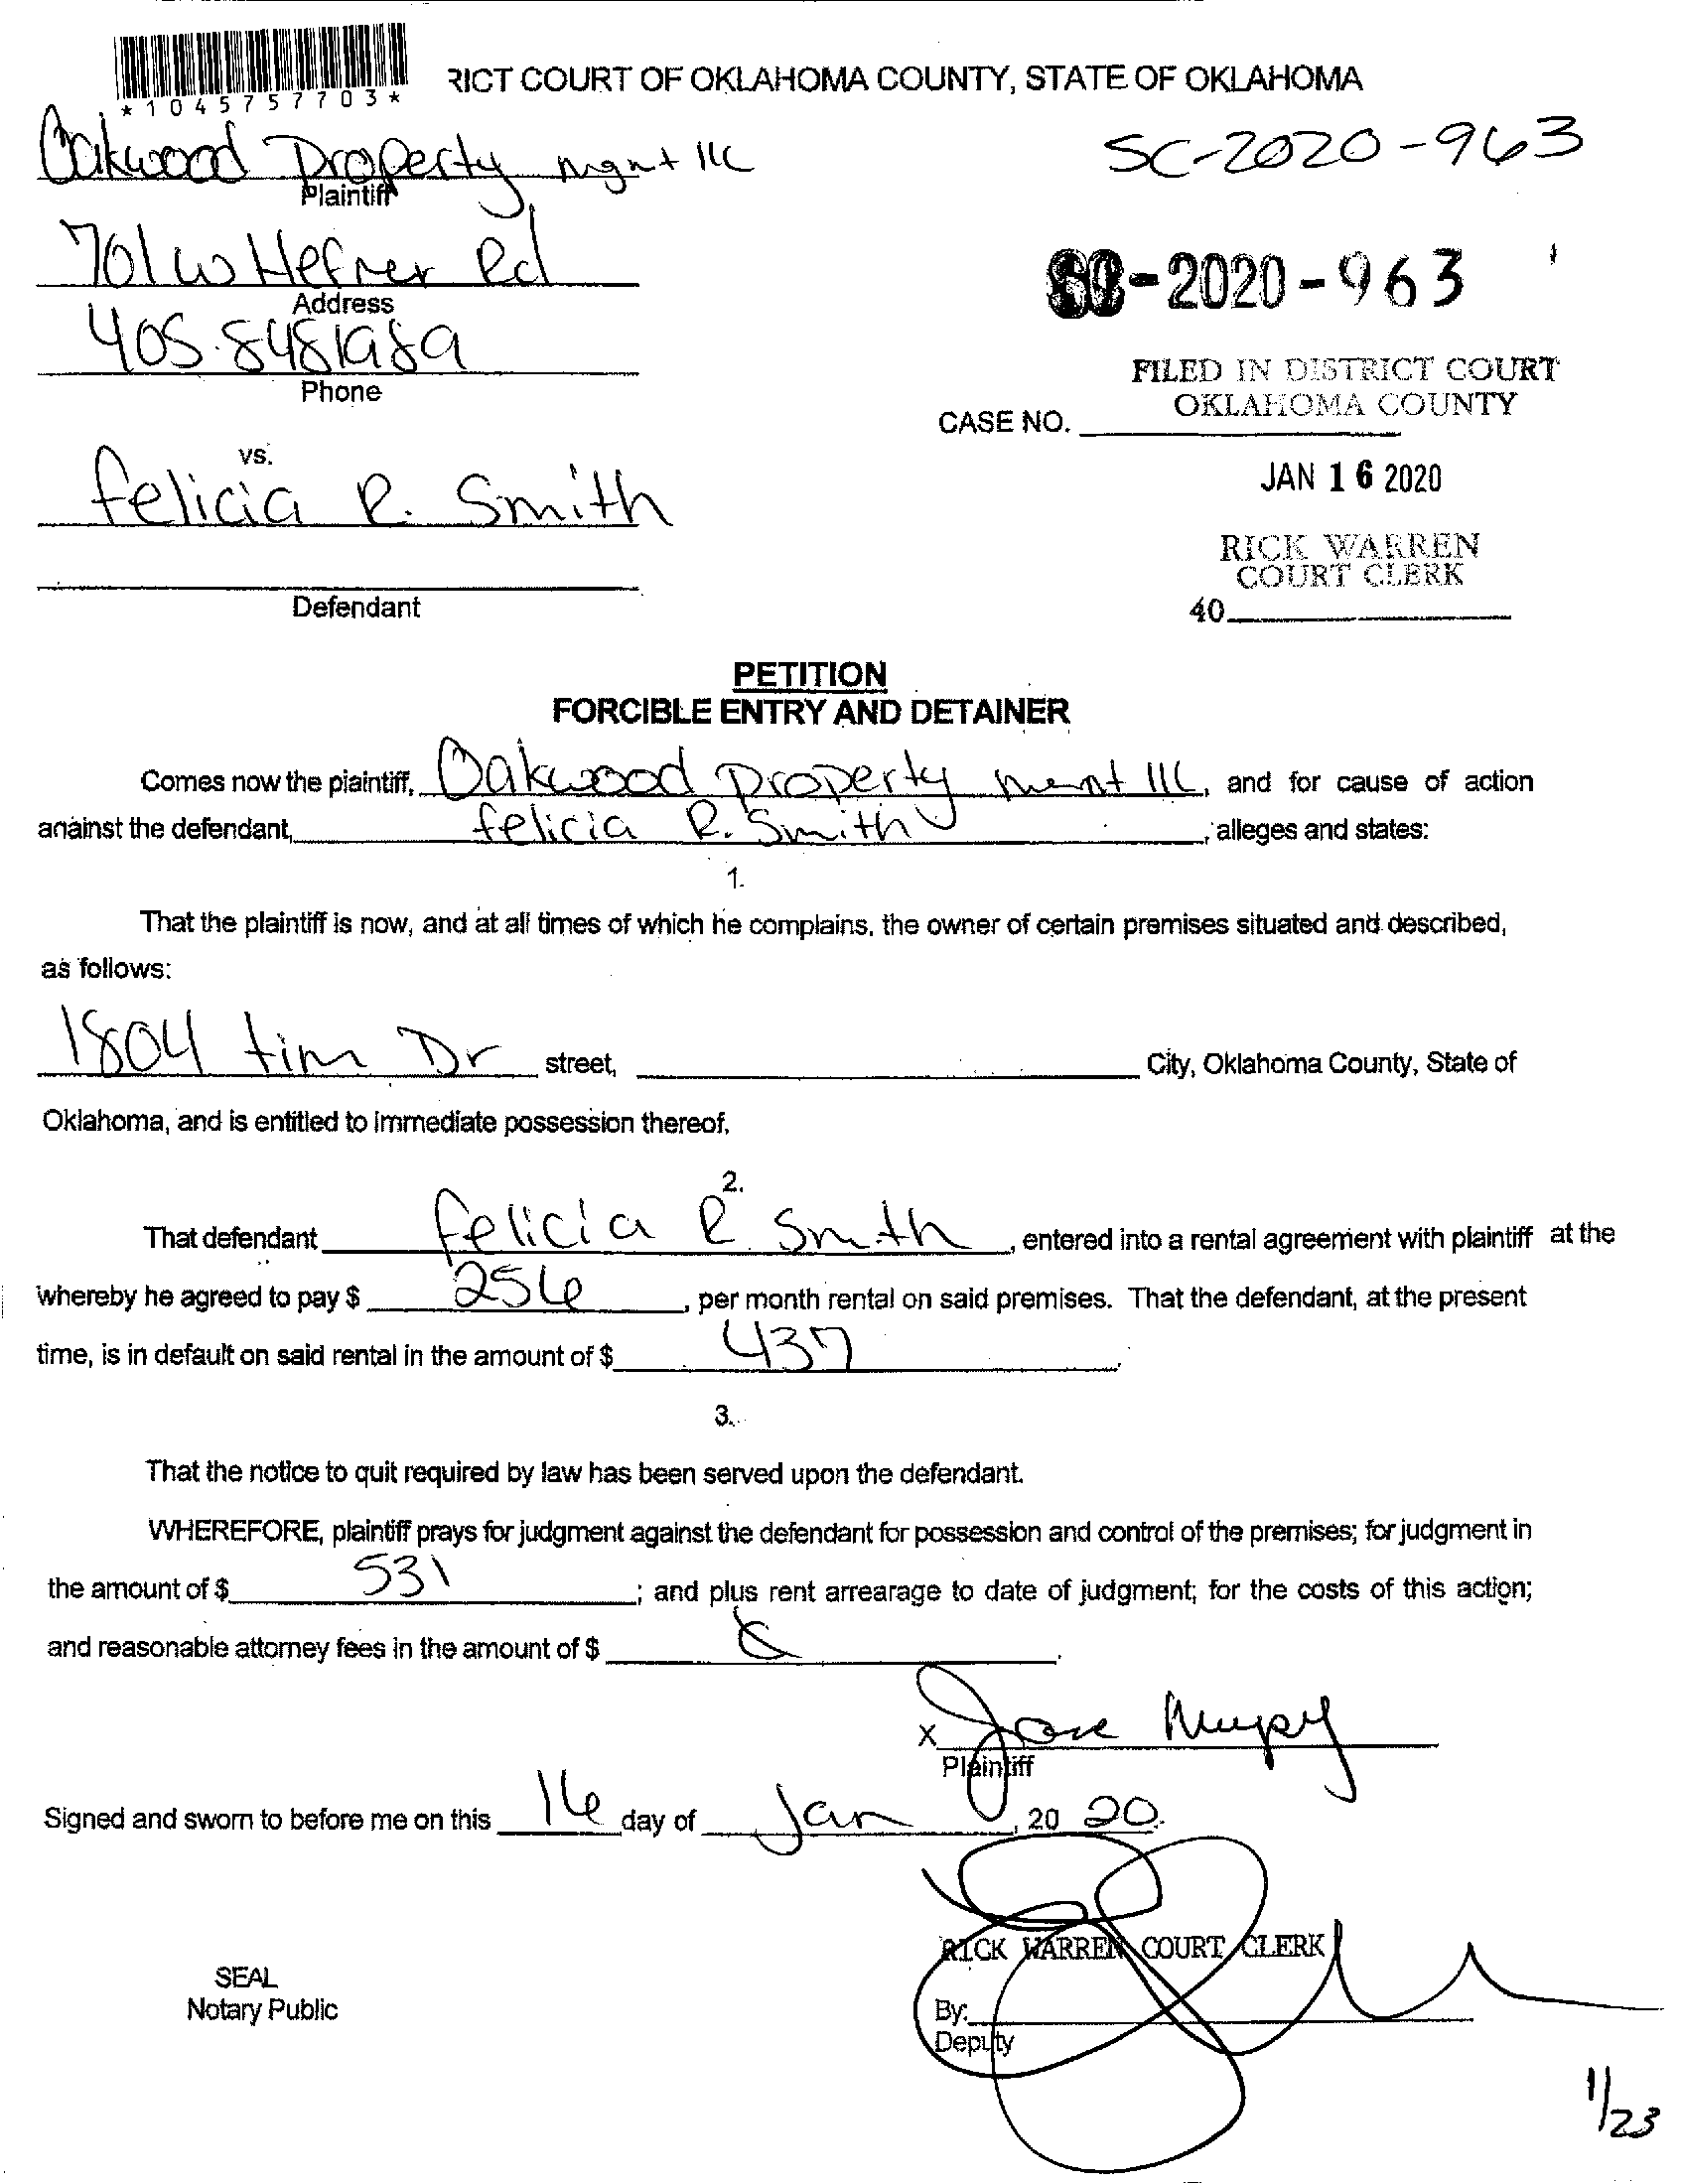 *1045757703*
RICT COURT OF OKLAHOMA COUNTY, STATE OF OKLAHOMA
Oakwood Property Mgmt llc
Plaintiff
SC-2020-963
701 W Hefner Rd
Address
SC-2020-963
405.8481989
Phone
FILED IN DISTRICT COURT
OKLAHOMA COUNTY
CASE NO.
vs.
felicia R. Smith
JAN 16 2020
RICK WARREN
COURT CLERK
Defendant
40
PETITION
FORCIBLE ENTRY AND DETAINER
Comes now the plaintiff, Oakwood Property Mgmt llc, and for cause of action
against the defendant, felicia R. Smith, alleges and states:
1.
That the plaintiff is now, and at all times of which he complains, the owner of certain premises situated and described,
as follows:
1804 tim Dr street, City, Oklahoma County, State of
Oklahoma, and is entitled to immediate possession thereof.
2.
That defendant felicia R Smith, entered into a rental agreement with plaintiff at the
whereby he agreed to pay $ 256, per month rental on said premises. That the defendant, at the present
time, is in default on said rental in the amount of $ 437.
3.
That the notice to quit required by law has been served upon the defendant.
WHEREFORE, plaintiff prays for judgment against the defendant for possession and control of the premises; for judgment in
the amount of $ 531; and plus rent arrearage to date of judgment; for the costs of this action;
and reasonable attorney fees in the amount of $
X
Plaintiff
Signed and sworn to before me on this 16 day of Jan, 20 20.
RICK WARREN COURT CLERK
SEAL
Notary Public
By:
Deputy
1/23